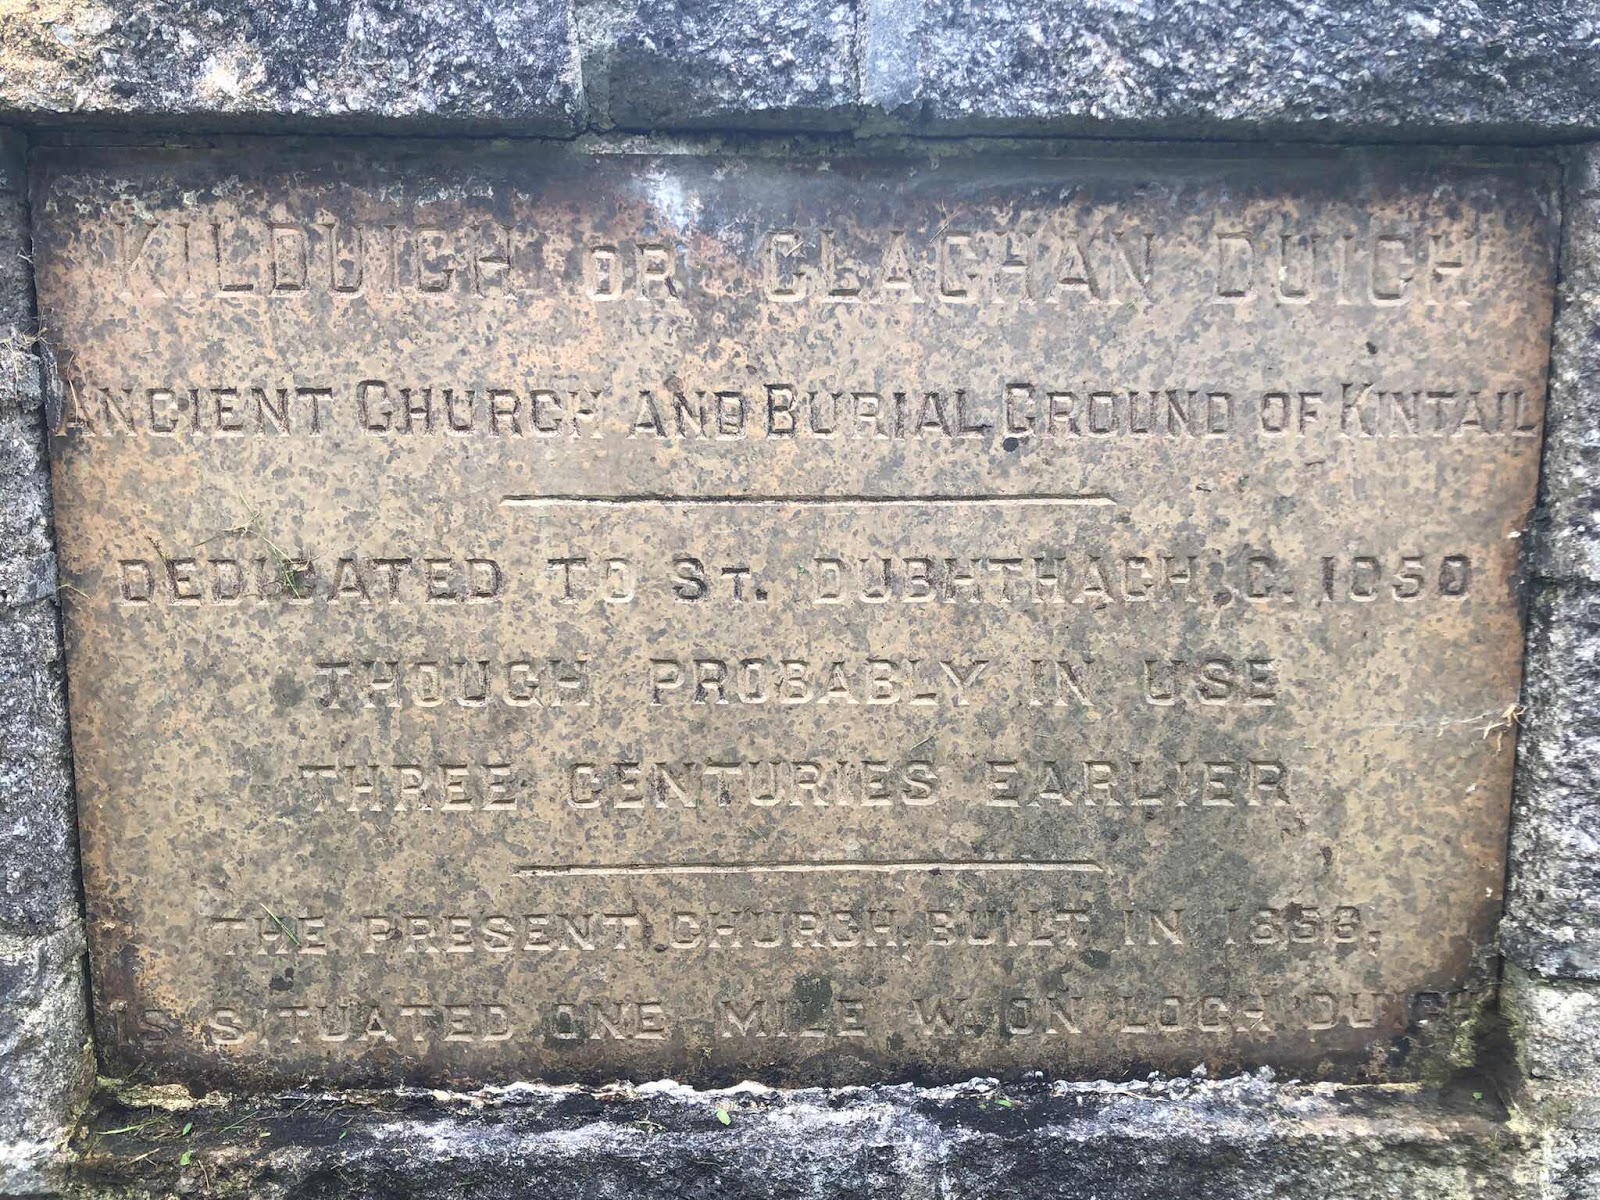 KILDUICH OR CLACHAN DUICH
ANCIENT CHURCH AND BURIAL GROUND OF KINTAIL
DEDICATED TO ST. DUBHTHACH, C. 1050
THOUGH PROBABLY IN USE
THREE CENTURIES EARLIER
THE PRESENT CHURCH, BUILT IN 1858,
IS SITUATED ONE MILE W. ON LOCH DUICH